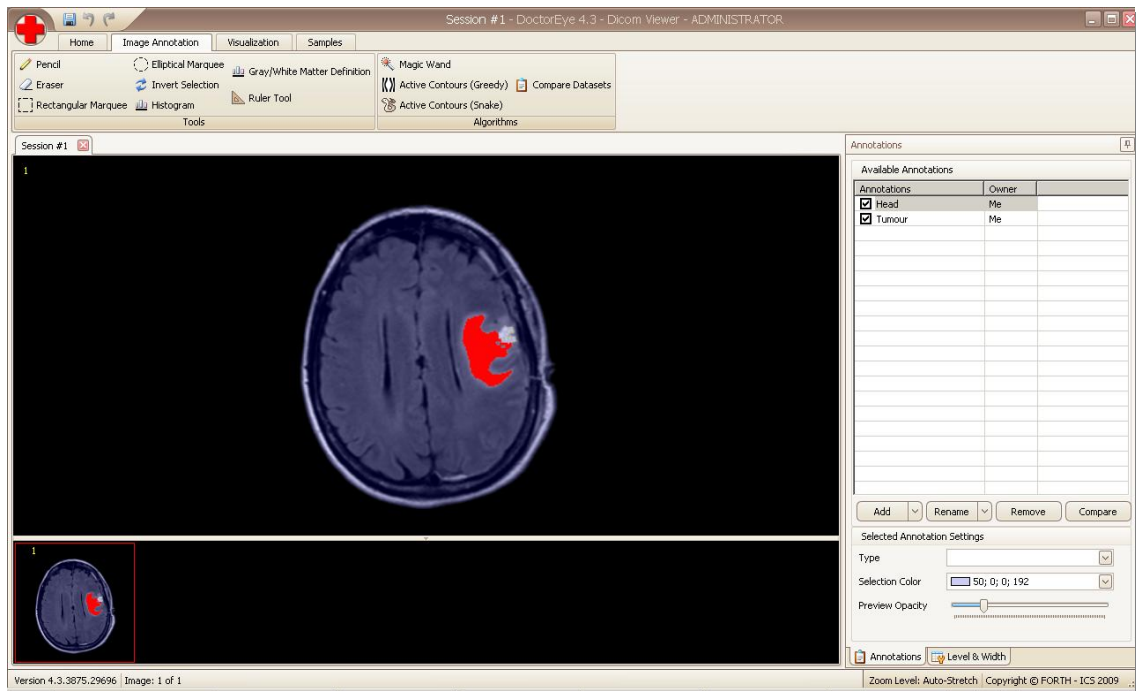 Session #1 - DoctorEye 4.3 - Dicom Viewer - ADMINISTRATOR
Home Image Annotation Visualization Samples
Pencil Elliptical Marquee Gray/White Matter Definition Magic Wand
Eraser Invert Selection Ruler Tool Active Contours (Greedy) Compare Datasets
Rectangular Marquee Histogram Active Contours (Snake)
Tools Algorithms
Session #1
1
Annotations
Available Annotations
Annotations Owner
Head Me
Tumour Me
Add Rename Remove Compare
Selected Annotation Settings
Type
Selection Color 50; 0; 0; 192
Preview Opacity
1
Annotations Level & Width
Version 4.3.3875.29696 Image: 1 of 1 Zoom Level: Auto-Stretch Copyright © FORTH - ICS 2009